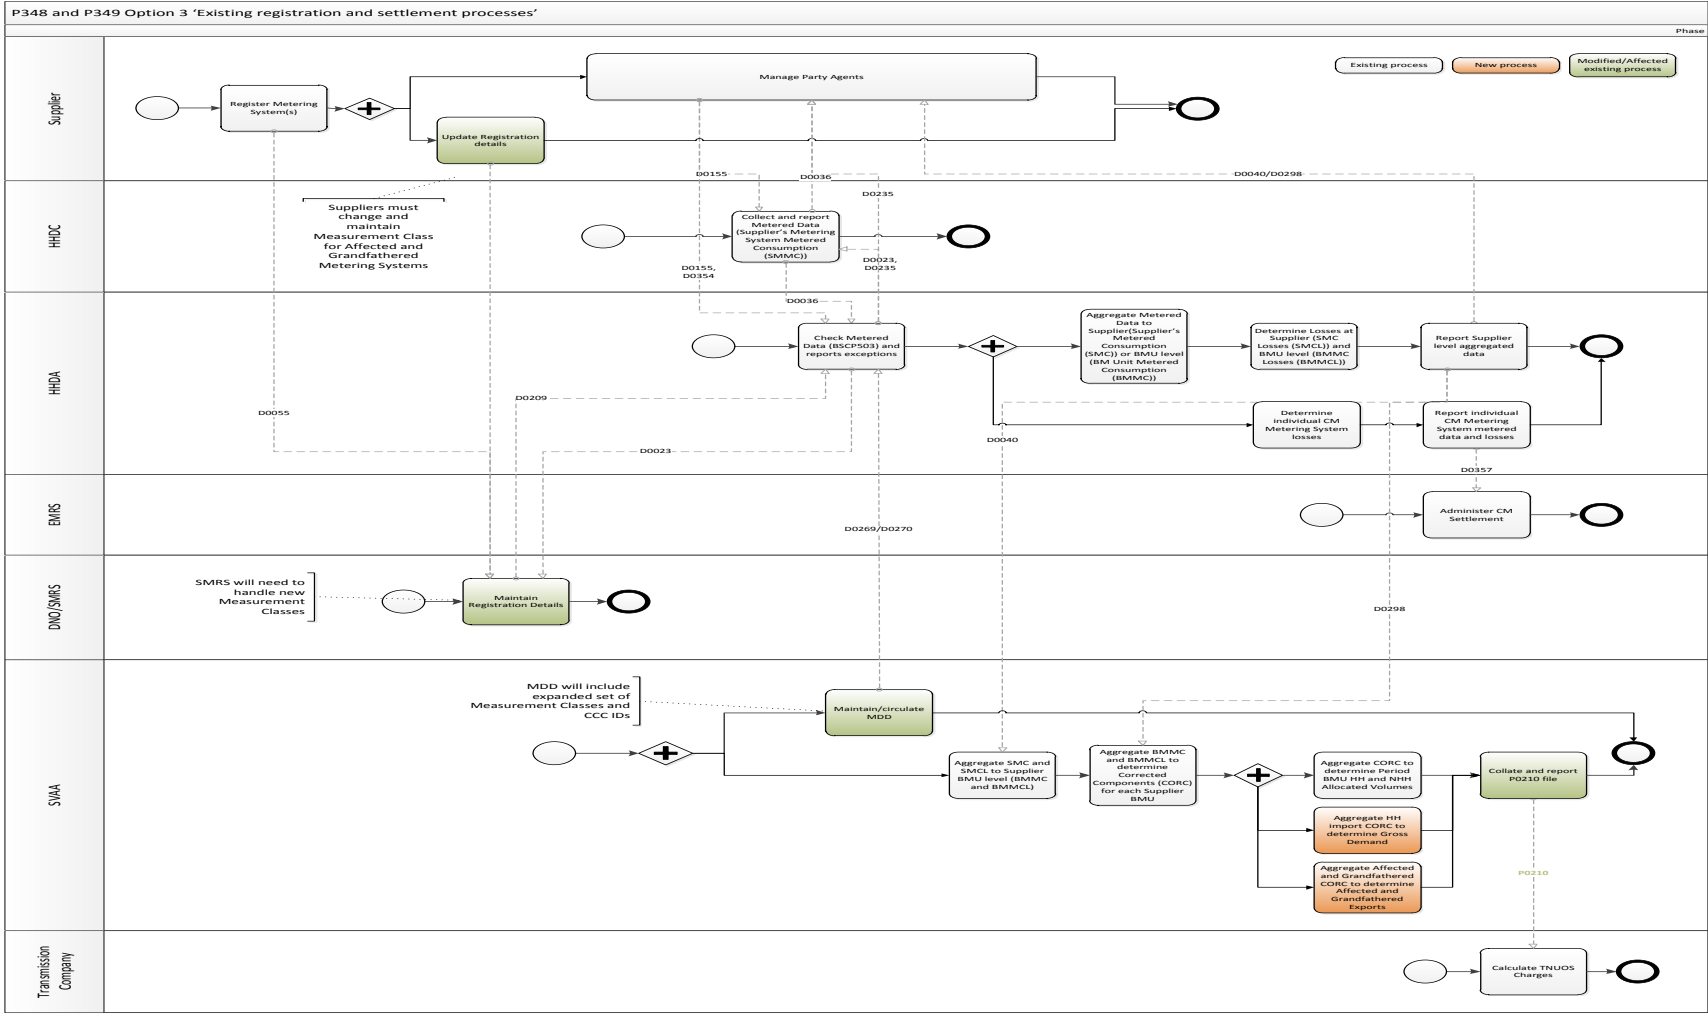 P348 and P349 Option 3 ‘Existing registration and settlement processes’
Phase
Supplier
Existing process
New process
Modified/Affected
existing process
Manage Party Agents
Register Metering
System(s)
Update Registration
details
D0155
D0036
D0040/D0298
D0235
HHDC
Suppliers must
change and
maintain
Measurement Class
for Affected and
Grandfathered
Metering Systems
Collect and report
Metered Data
(Supplier’s Metering
System Metered
Consumption
(SMMC))
D0155,
D0354
D0023,
D0235
D0036
HHDA
Check Metered
Data (BSCP503) and
reports exceptions
Aggregate Metered
Data to
Supplier(Supplier’s
Metered
Consumption
(SMC)) or BMU level
(BM Unit Metered
Consumption
(BMMC))
Determine Losses at
Supplier (SMC
Losses (SMCL)) and
BMU level (BMMC
Losses (BMMCL))
Report Supplier
level aggregated
data
D0209
D0055
D0040
Determine
individual CM
Metering System
losses
Report individual
CM Metering
System metered
data and losses
D0023
D0357
EMRS
Administer CM
Settlement
D0269/D0270
DNO/SMRS
SMRS will need to
handle new
Measurement
Classes
Maintain
Registration Details
D0298
SVAA
MDD will include
expanded set of
Measurement Classes and
CCC IDs
Maintain/circulate
MDD
Aggregate SMC and
SMCL to Supplier
BMU level (BMMC
and BMMCL)
Aggregate BMMC
and BMMCL to
determine
Corrected
Components (CORC)
for each Supplier
BMU
Aggregate CORC to
determine Period
BMU HH and NHH
Allocated Volumes
Collate and report
P0210 file
Aggregate HH
import CORC to
determine Gross
Demand
Aggregate Affected
and Grandfathered
CORC to determine
Affected and
Grandfathered
Exports
P0210
Transmission
Company
Calculate TNUOS
Charges